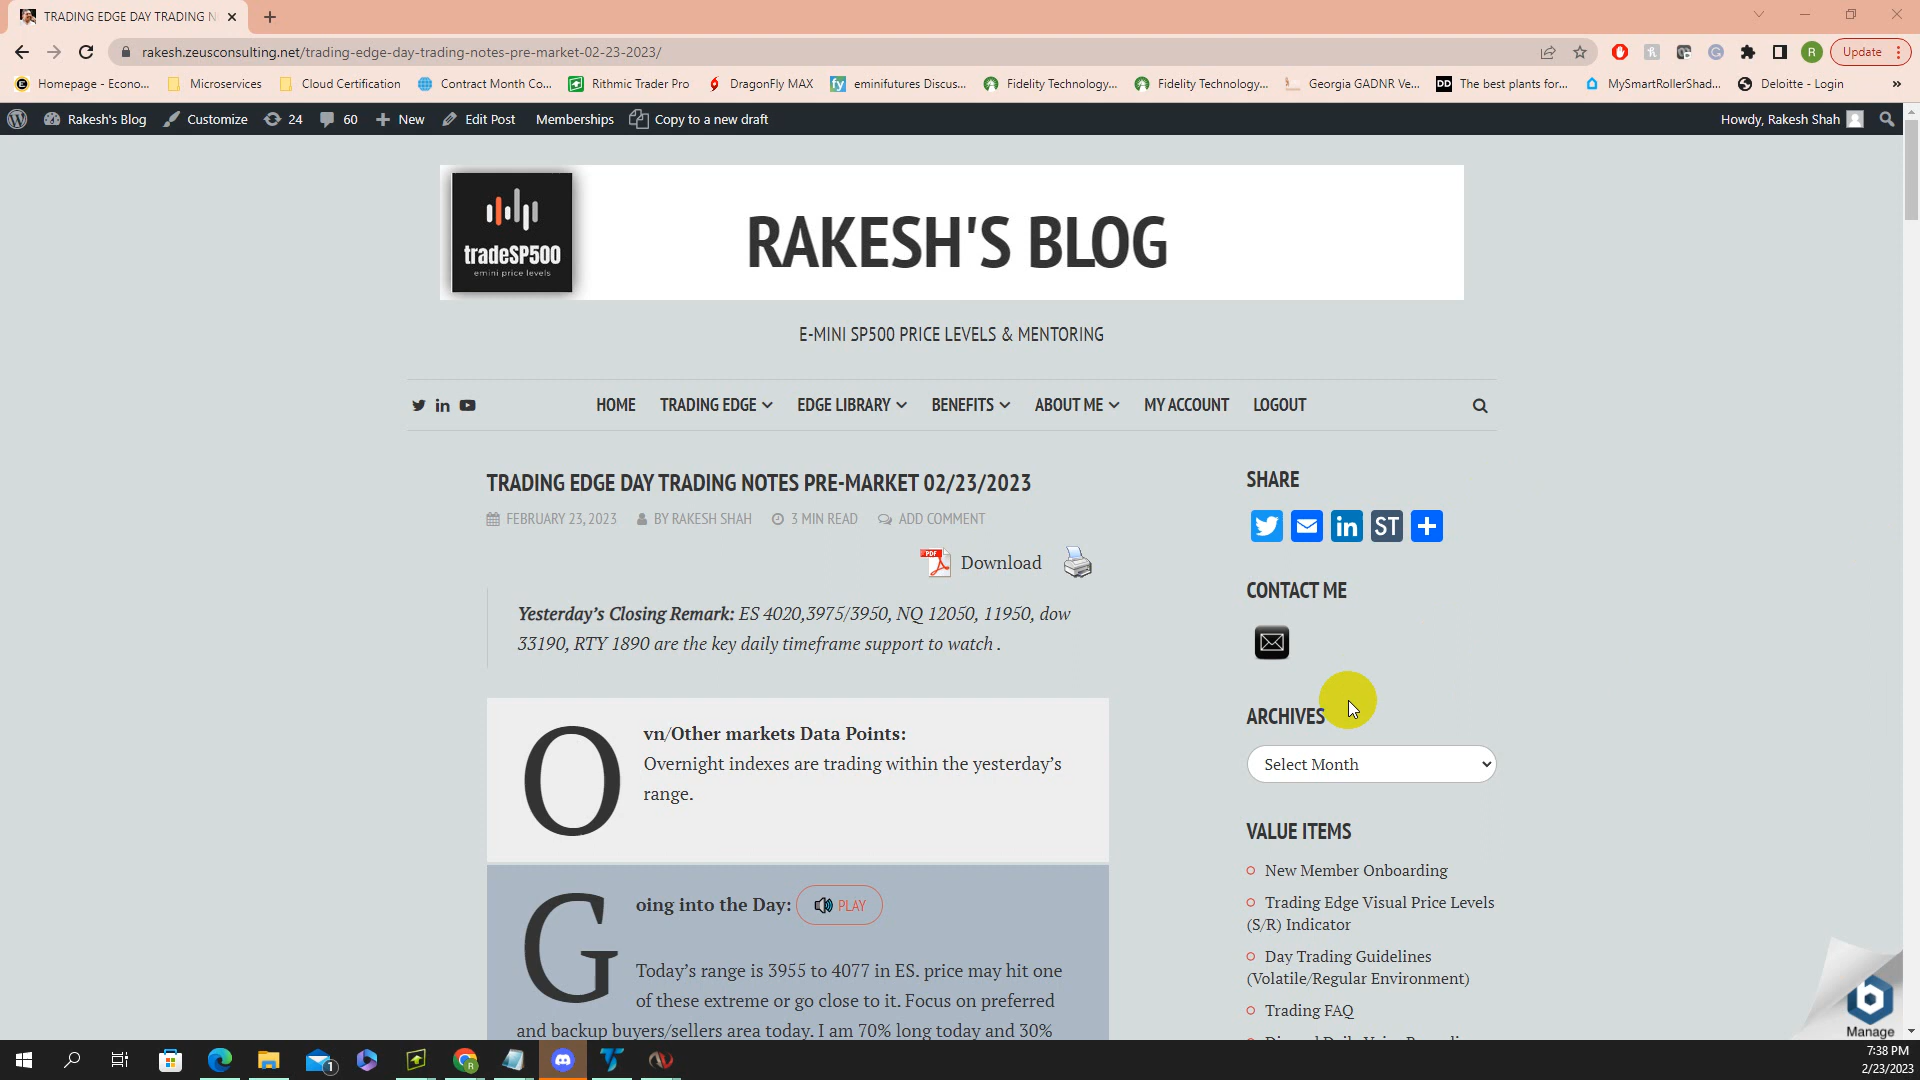 TRADING EDGE DAY TRADING N
rakesh.zeusconsulting.net/trading-edge-day-trading-notes-pre-market-02-23-2023/
R
Update
Homepage - Econo...
Microservices
Cloud Certification
Contract Month Co...
Rithmic Trader Pro
DragonFly MAX
fy
eminifutures Discus...
Fidelity Technology...
Fidelity Technology...
Georgia GADNR Ve...
DD
The best plants for...
MySmartRollerShad...
Deloitte - Login
»
Rakesh's Blog
Customize
24
60
New
Edit Post
Memberships
Copy to a new draft
Howdy, Rakesh Shah
tradeSP500
emini price levels
RAKESH'S BLOG
E-MINI SP500 PRICE LEVELS & MENTORING
HOME
TRADING EDGE
EDGE LIBRARY
BENEFITS
ABOUT ME
MY ACCOUNT
LOGOUT
TRADING EDGE DAY TRADING NOTES PRE-MARKET 02/23/2023
FEBRUARY 23, 2023
BY RAKESH SHAH
3 MIN READ
ADD COMMENT
PDF
Download
Yesterday's Closing Remark: ES 4020,3975/3950, NQ 12050, 11950, dow
33190, RTY 1890 are the key daily timeframe support to watch .
Ovn/Other markets Data Points:
Overnight indexes are trading within the yesterday's
range.
Going into the Day:
PLAY
Today's range is 3955 to 4077 in ES. price may hit one
of these extreme or go close to it. Focus on preferred
and backup buyers/sellers area today. I am 70% long today and 30%
SHARE
in
ST
CONTACT ME
ARCHIVES
Select Month
VALUE ITEMS
New Member Onboarding
Trading Edge Visual Price Levels
(S/R) Indicator
Day Trading Guidelines
(Volatile/Regular Environment)
Trading FAQ
b
Manage
1
7:38 PM
2/23/2023